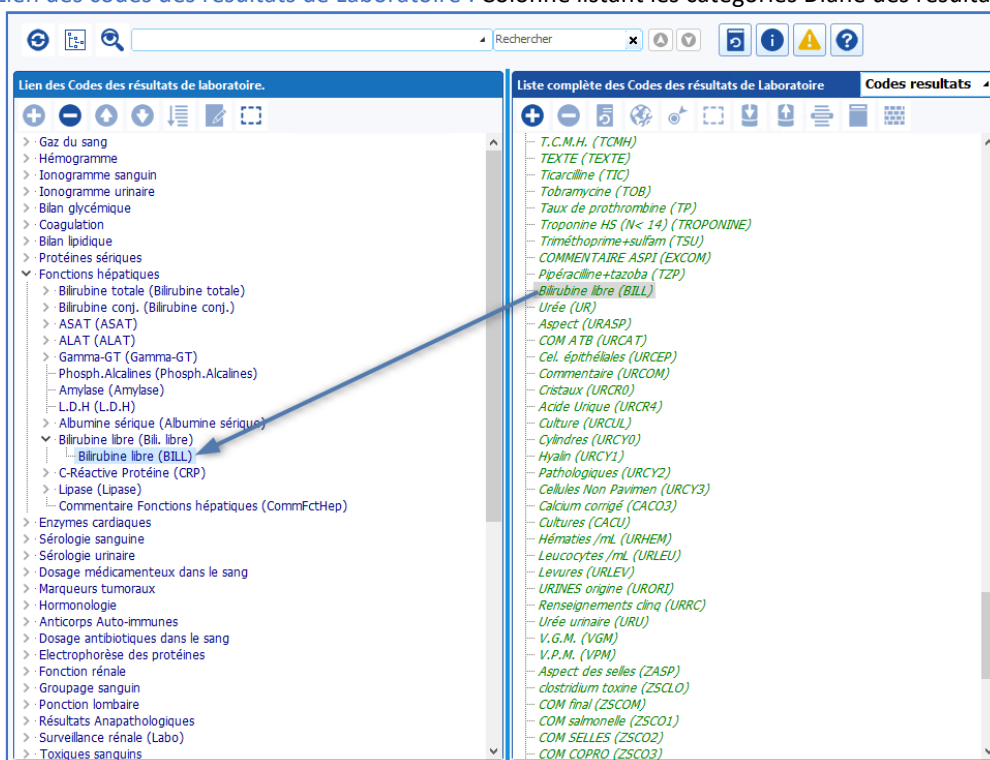 Lien des codes des résultats de Laboratoire : Colonne listant les catégories Diane des résulta
Rechercher
Lien des Codes des résultats de laboratoire.
Gaz du sang
Hémogramme
Ionogramme sanguin
Ionogramme urinaire
Bilan glycémique
Coagulation
Bilan lipidique
Protéines sériques
Fonctions hépatiques
Bilirubine totale (Bilirubine totale)
Bilirubine conj. (Bilirubine conj.)
ASAT (ASAT)
ALAT (ALAT)
Gamma-GT (Gamma-GT)
Phosph.Alcalines (Phosph.Alcalines)
Amylase (Amylase)
L.D.H (L.D.H)
Albumine sérique (Albumine sérique)
Bilirubine libre (Bili. libre)
Bilirubine libre (BILL)
C-Réactive Protéine (CRP)
Lipase (Lipase)
Commentaire Fonctions hépatiques (CommFctHep)
Enzymes cardiaques
Sérologie sanguine
Sérologie urinaire
Dosage médicamenteux dans le sang
Marqueurs tumoraux
Hormonologie
Anticorps Auto-immunes
Dosage antibiotiques dans le sang
Electrophorèse des protéines
Fonction rénale
Groupage sanguin
Ponction lombaire
Résultats Anapathologiques
Surveillance rénale (Labo)
Toxiques sanguins
Liste complète des Codes des résultats de Laboratoire
Codes resultats
T.C.M.H. (TCMH)
TEXTE (TEXTE)
Ticarcilline (TIC)
Tobramycine (TOB)
Taux de prothrombine (TP)
Troponine HS (N< 14) (TROPONINE)
Triméthoprime+sulfam (TSU)
COMMENTAIRE ASPI (EXCOM)
Pipéracilline+tazoba (TZP)
Bilirubine libre (BILL)
Urée (UR)
Aspect (URASP)
COM ATB (URCAT)
Cel. épithéliales (URCEP)
Commentaire (URCOM)
Cristaux (URCR0)
Acide Urique (URCR4)
Culture (URCUL)
Cylindres (URCY0)
Hyalin (URCY1)
Pathologiques (URCY2)
Cellules Non Pavimen (URCY3)
Calcium corrigé (CACO3)
Cultures (CACU)
Hématies /mL (URHEM)
Leucocytes /mL (URLEU)
Levures (URLEV)
URINES origine (URORI)
Renseignements clinq (URRC)
Urée urinaire (URU)
V.G.M. (VGM)
V.P.M. (VPM)
Aspect des selles (ZASP)
clostridium toxine (ZSCLO)
COM final (ZSCOM)
COM salmonelle (ZSCO1)
COM SELLES (ZSCO2)
COM COPRO (ZSCO3)